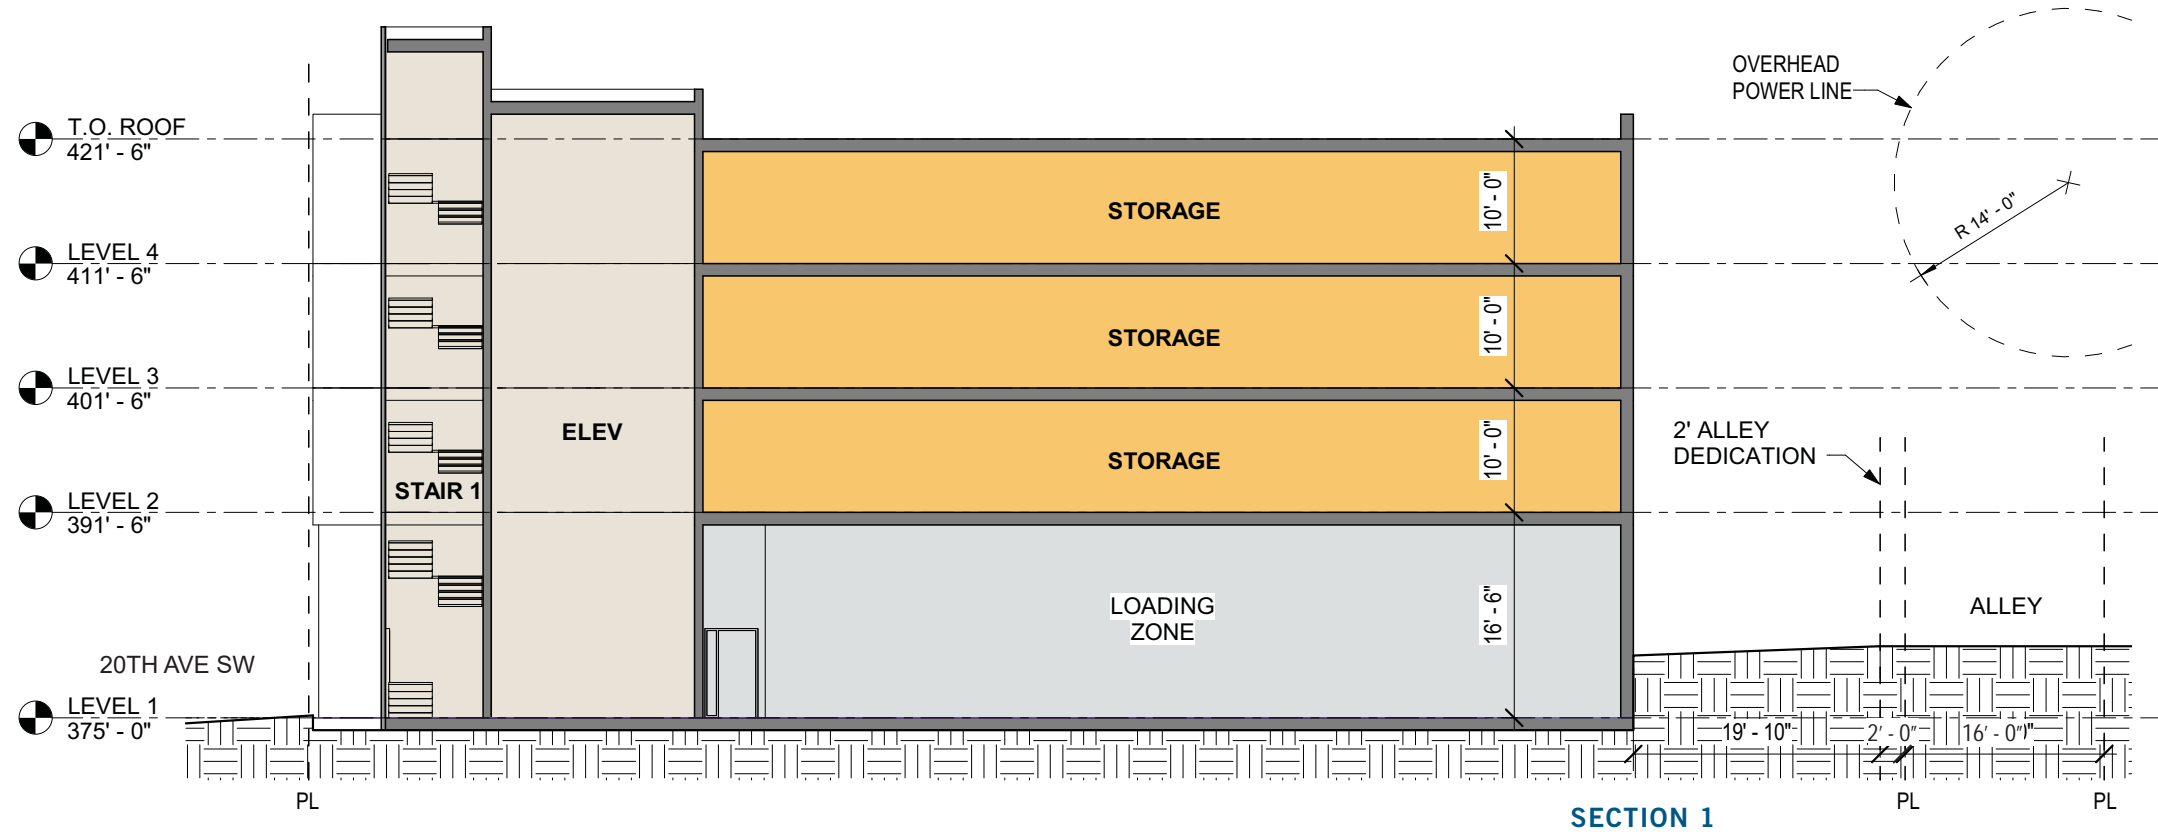 OVERHEAD
POWER LINE
T.O. ROOF
421' - 6"
10' - 0"
STORAGE
R 14' - 0"
LEVEL 4
411' - 6"
10' - 0"
STORAGE
LEVEL 3
401' - 6"
ELEV
10' - 0"
STORAGE
2' ALLEY
DEDICATION
STAIR 1
LEVEL 2
391' - 6"
LOADING
ZONE
16' - 6"
ALLEY
20TH AVE SW
LEVEL 1
375' - 0"
19' - 10"
2' - 0"
16' - 0"
PL
PL
PL
SECTION 1